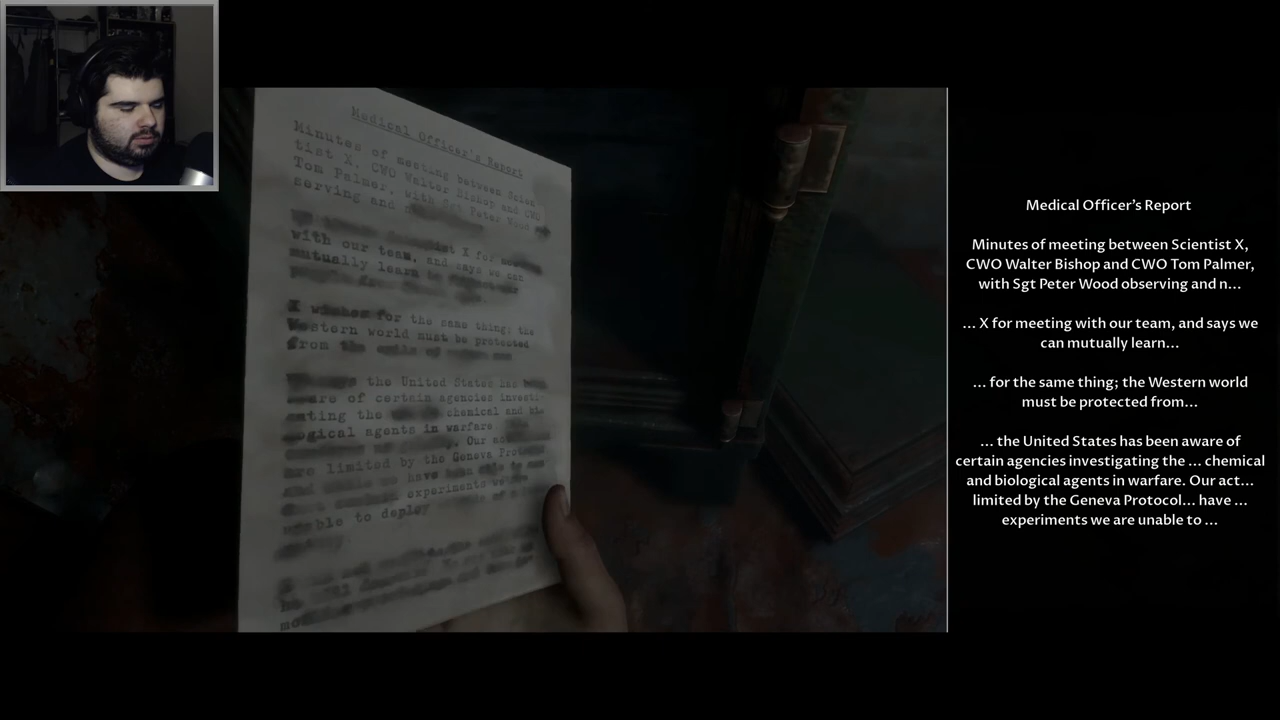 Medical Officer's Report
Minutes of meeting between Scien
tist X, CWO Walter Bishop and CWO
Tom Palmer, with Sgt Peter Wood ob
serving and
X for
with our team, and says we can
mutually learn
X wishes for the same thing; the
Western world must be protected
from the
the United States has been
aware of certain agencies investi-
gating the chemical and bio
logical agents in warfare
. Our
are limited by the Geneva Protocol
have
experiments we
unable to deploy
Medical Officer's Report
Minutes of meeting between Scientist X,
CWO Walter Bishop and CWO Tom Palmer,
with Sgt Peter Wood observing and n...
... X for meeting with our team, and says we
can mutually learn...
... for the same thing; the Western world
must be protected from...
... the United States has been aware of
certain agencies investigating the ... chemical
and biological agents in warfare. Our act...
limited by the Geneva Protocol... have ...
experiments we are unable to ...